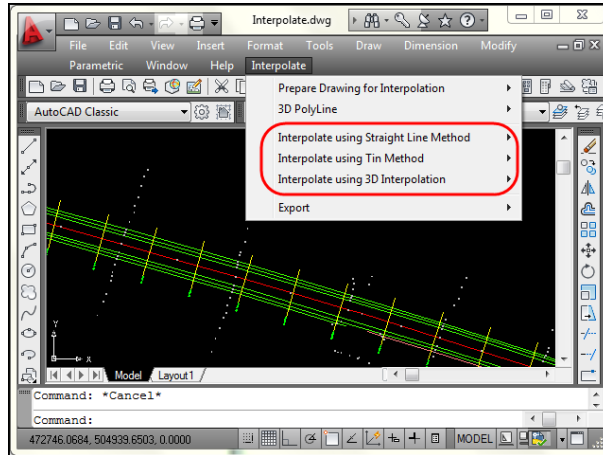 Interpolate.dwg
File Edit View Insert Format Tools Draw Dimension Modify
Parametric Window Help Interpolate
AutoCAD Classic
Prepare Drawing for Interpolation
3D PolyLine
Interpolate using Straight Line Method
Interpolate using Tin Method
Interpolate using 3D Interpolation
Export
Y
X
Model Layout1
Command: *Cancel*
Command:
472746.0684, 504939.6503, 0.0000 MODEL